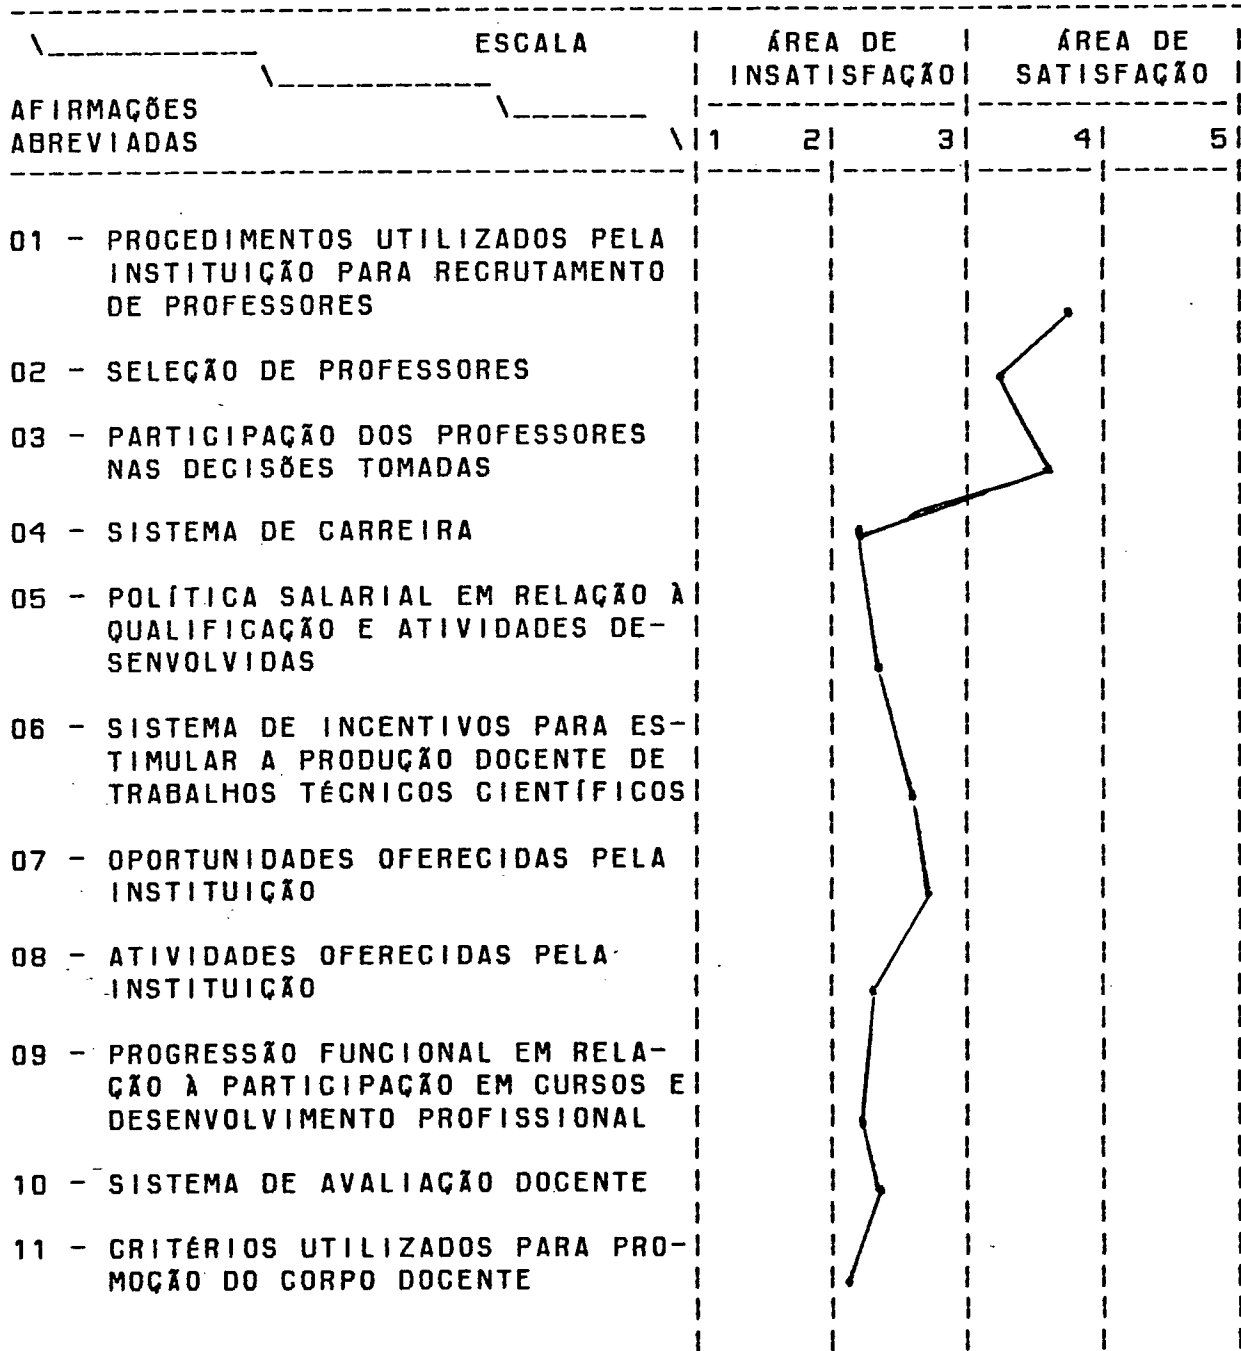 ESCALA
ÁREA DE INSATISFAÇÃO
ÁREA DE SATISFAÇÃO
AFIRMAÇÕES
ABREVIADAS
1 2 3 4 5
01 - PROCEDIMENTOS UTILIZADOS PELA
INSTITUIÇÃO PARA RECRUTAMENTO
DE PROFESSORES
02 - SELEÇÃO DE PROFESSORES
03 - PARTICIPAÇÃO DOS PROFESSORES
NAS DECISÕES TOMADAS
04 - SISTEMA DE CARREIRA
05 - POLÍTICA SALARIAL EM RELAÇÃO À
QUALIFICAÇÃO E ATIVIDADES DE-
SENVOLVIDAS
06 - SISTEMA DE INCENTIVOS PARA ES-
TIMULAR A PRODUÇÃO DOCENTE DE
TRABALHOS TÉCNICOS CIENTÍFICOS
07 - OPORTUNIDADES OFERECIDAS PELA
INSTITUIÇÃO
08 - ATIVIDADES OFERECIDAS PELA
INSTITUIÇÃO
09 - PROGRESSÃO FUNCIONAL EM RELA-
ÇÃO À PARTICIPAÇÃO EM CURSOS E
DESENVOLVIMENTO PROFISSIONAL
10 - SISTEMA DE AVALIAÇÃO DOCENTE
11 - CRITÉRIOS UTILIZADOS PARA PRO-
MOÇÃO DO CORPO DOCENTE